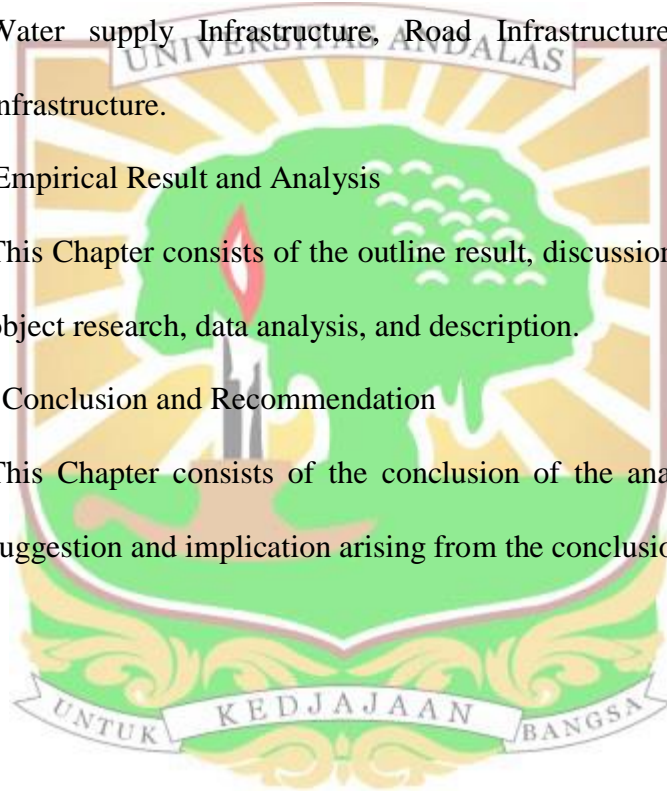 Water supply Infrastructure, Road Infrastructure
UNIVERSITAS ANDALAS
nfrastructure.
Empirical Result and Analysis
This Chapter consists of the outline result, discussion
object research, data analysis, and description.
Conclusion and Recommendation
This Chapter consists of the conclusion of the ana
uggestion and implication arising from the conclusio
UNTUK KEDJAJAAN BANGSA